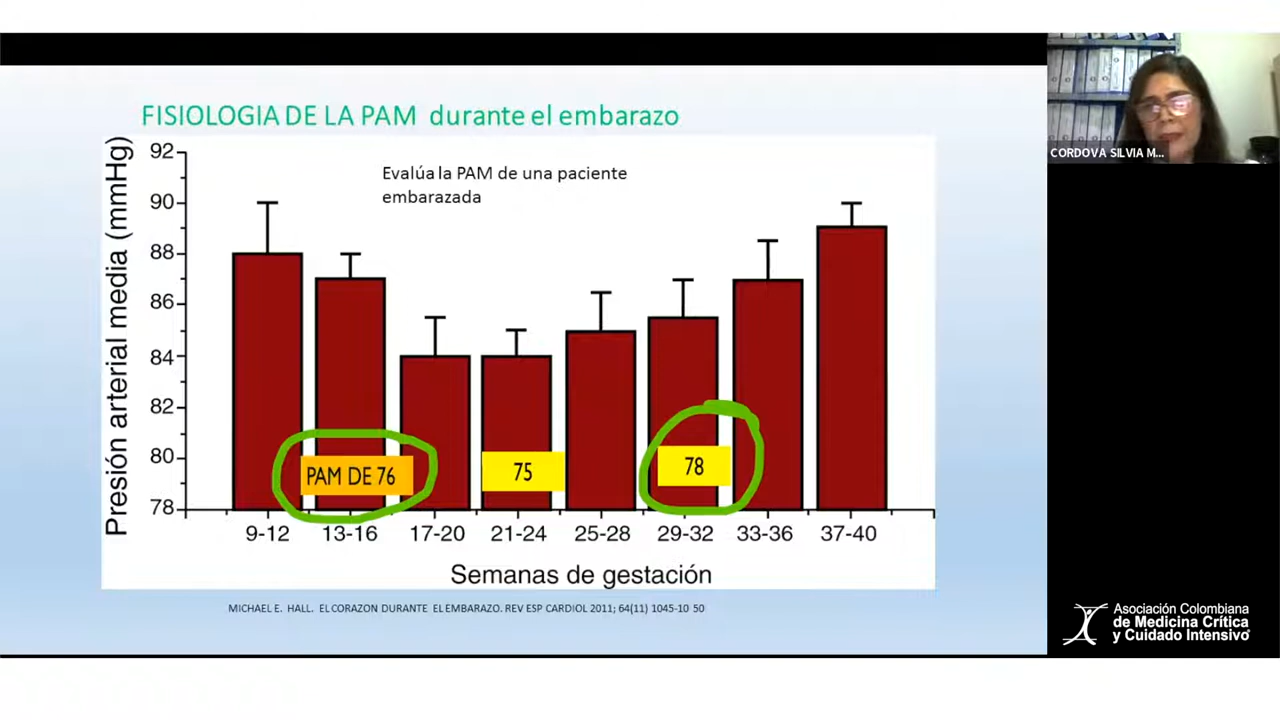 FISIOLOGIA DE LA PAM durante el embarazo
Presión arterial media (mmHg)
92
90
88
86
84
82
80
78
Evalúa la PAM de una paciente
embarazada
PAM DE 76
75
78
9-12 13-16 17-20 21-24 25-28 29-32 33-36 37-40
Semanas de gestación
MICHAEL E. HALL. EL CORAZON DURANTE EL EMBARAZO. REV ESP CARDIOL 2011; 64(11) 1045-10 50
CORDOVA SILVIA M...
Asociación Colombiana
de Medicina Crítica
y Cuidado Intensivo